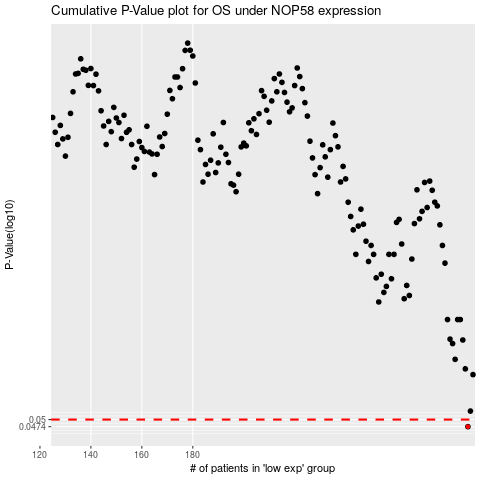 Cumulative P-Value plot for OS under NOP58 expression
P-Value(log10)
0.05
0.0474
120 140 160 180
# of patients in 'low exp' group